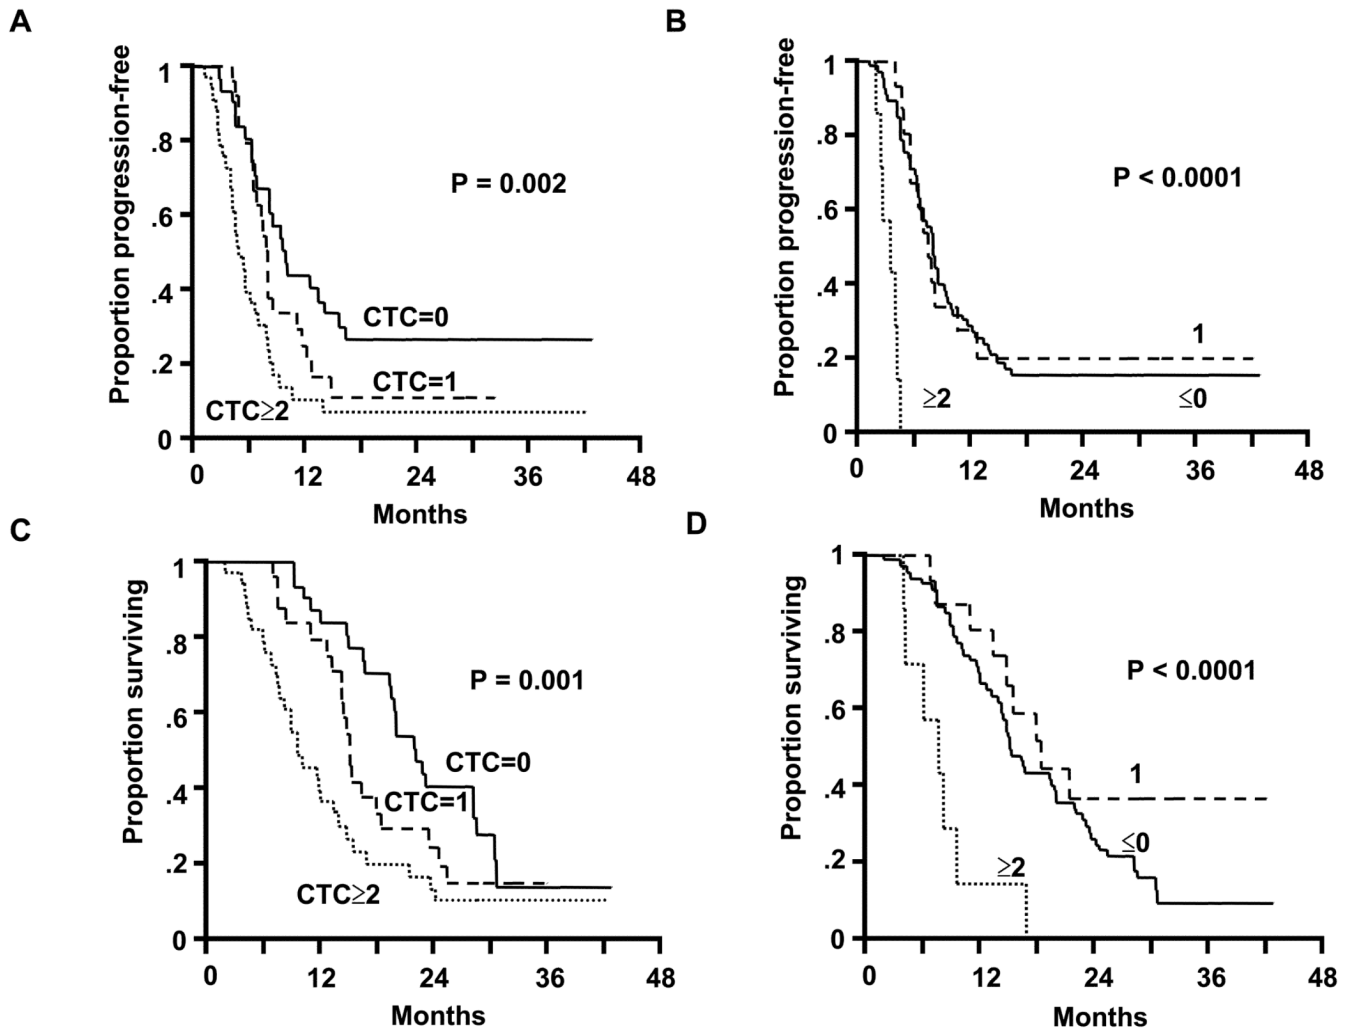 A
Proportion progression-free
1
.8
.6
.4
.2
0
P = 0.002
CTC=0
CTC=1
CTC≥2
0 12 24 36 48
Months
B
Proportion progression-free
1
.8
.6
.4
.2
0
P < 0.0001
1
≥2
≤0
0 12 24 36 48
Months
C
Proportion surviving
1
.8
.6
.4
.2
0
P = 0.001
CTC=0
CTC=1
CTC≥2
0 12 24 36 48
Months
D
Proportion surviving
1
.8
.6
.4
.2
0
P < 0.0001
1
≤0
≥2
0 12 24 36 48
Months